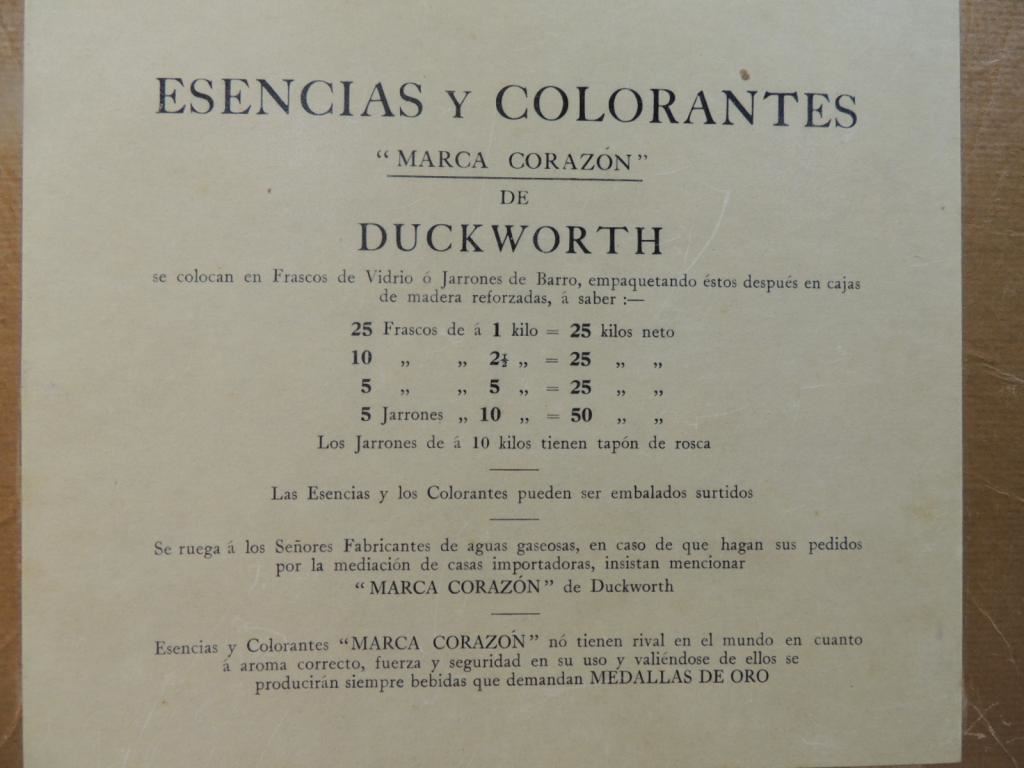 ESENCIAS Y COLORANTES
“MARCA CORAZÓN”
DE
DUCKWORTH
se colocan en Frascos de Vidrio ó Jarrones de Barro, empaquetando éstos después en cajas
de madera reforzadas, á saber :—
25 Frascos de á 1 kilo = 25 kilos neto
10 „ „ 2½ „ = 25 „ „
5 „ „ 5 „ = 25 „ „
5 Jarrones „ 10 „ = 50 „ „
Los Jarrones de á 10 kilos tienen tapón de rosca
Las Esencias y los Colorantes pueden ser embalados surtidos
Se ruega á los Señores Fabricantes de aguas gaseosas, en caso de que hagan sus pedidos
por la mediación de casas importadoras, insistan mencionar
“MARCA CORAZÓN” de Duckworth
Esencias y Colorantes “MARCA CORAZÓN” nó tienen rival en el mundo en cuanto
á aroma correcto, fuerza y seguridad en su uso y valiéndose de ellos se
producirán siempre bebidas que demandan MEDALLAS DE ORO